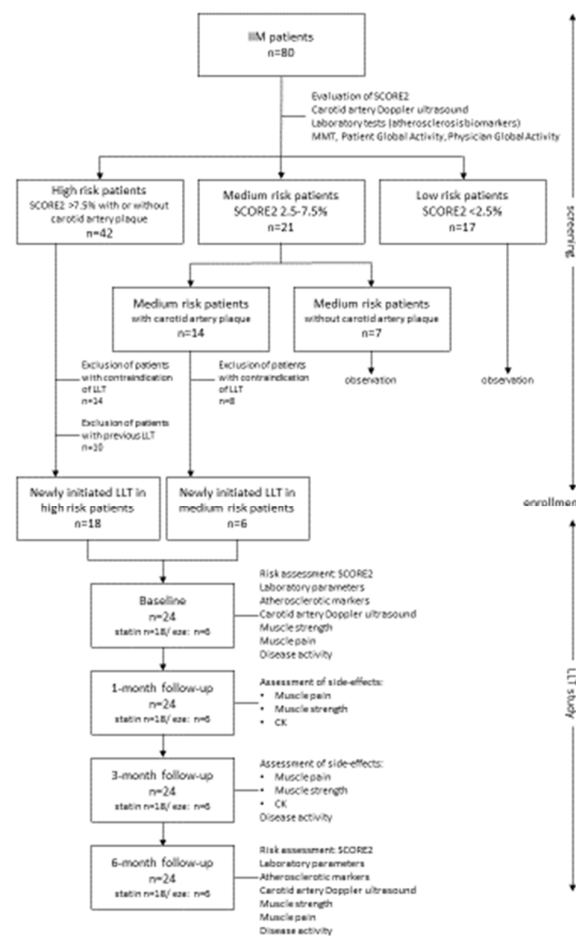 IIM patients
n=80
Evaluation of SCORE2
Carotid artery Doppler ultrasound
Laboratory tests (atherosclerosis biomarkers)
MMT, Patient Global Activity, Physician Global Activity
High risk patients
SCORE2 >7.5% with or without
carotid artery plaque
n=42
Medium risk patients
SCORE2 2.5-7.5%
n=21
Low risk patients
SCORE2 <2.5%
n=17
screening
Medium risk patients
with carotid artery plaque
n=14
Medium risk patients
without carotid artery plaque
n=7
Exclusion of patients
with contraindication
of LLT
n=14
Exclusion of patients
with contraindication
of LLT
n=8
observation
observation
Exclusion of patients
with previous LLT
n=10
Newly initiated LLT in
high risk patients
n=18
Newly initiated LLT in
medium risk patients
n=6
enrollment
Baseline
n=24
statin n=18/ eze: n=6
Risk assessment: SCORE2
Laboratory parameters
Atherosclerotic markers
Carotid artery Doppler ultrasound
Muscle strength
Muscle pain
Disease activity
1-month follow-up
n=24
statin n=18/ eze: n=6
Assessment of side-effects:
• Muscle pain
• Muscle strength
• CK
LLT study
3-month follow-up
n=24
statin n=18/ eze: n=6
Assessment of side-effects:
• Muscle pain
• Muscle strength
• CK
Disease activity
6-month follow-up
n=24
statin n=18/ eze: n=6
Risk assessment: SCORE2
Laboratory parameters
Atherosclerotic markers
Carotid artery Doppler ultrasound
Muscle strength
Muscle pain
Disease activity